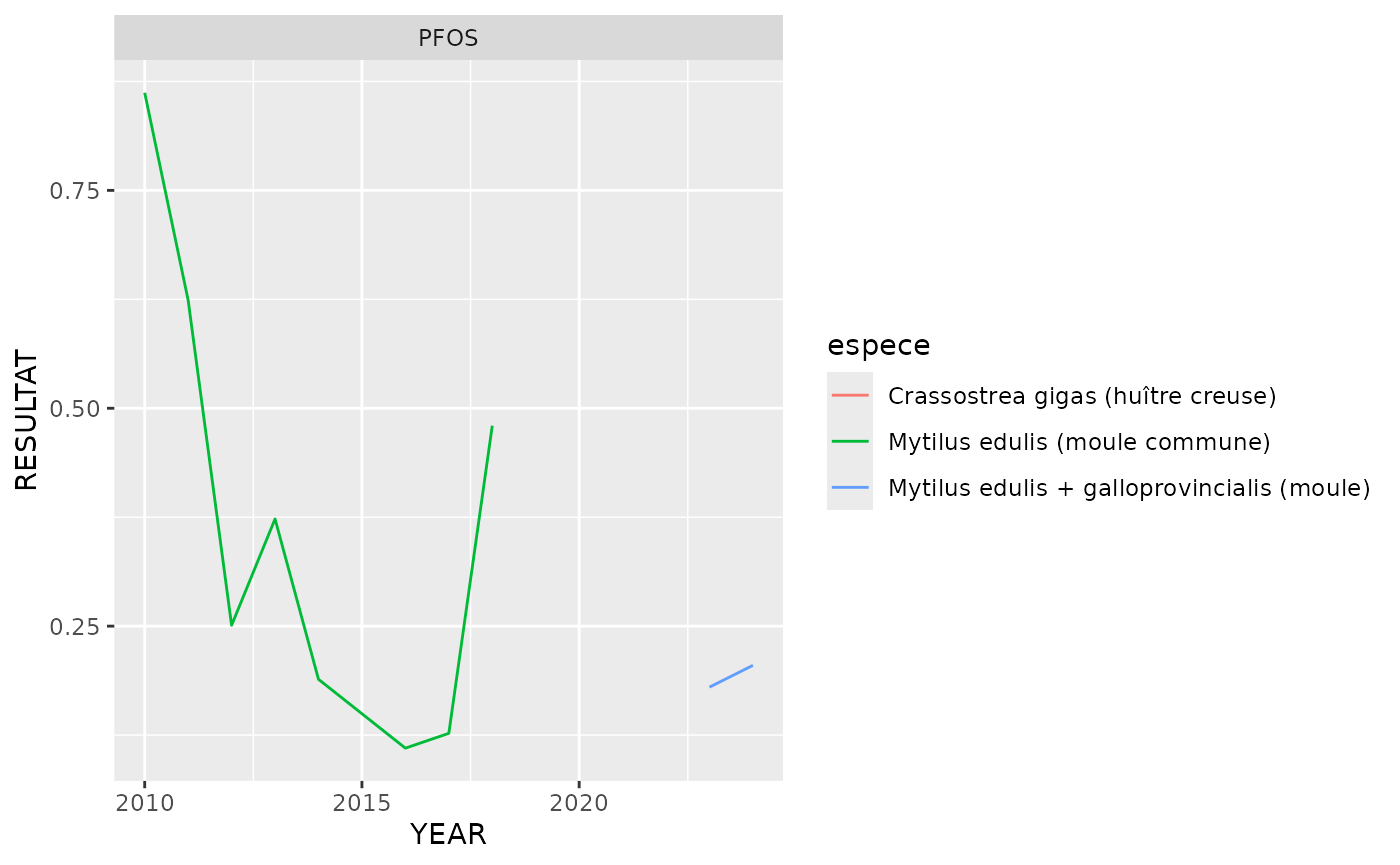 PFOS
0.75
0.50
0.25
RESULTAT
2010 2015 2020
YEAR
espece
Crassostrea gigas (huître creuse)
Mytilus edulis (moule commune)
Mytilus edulis + galloprovincialis (moule)